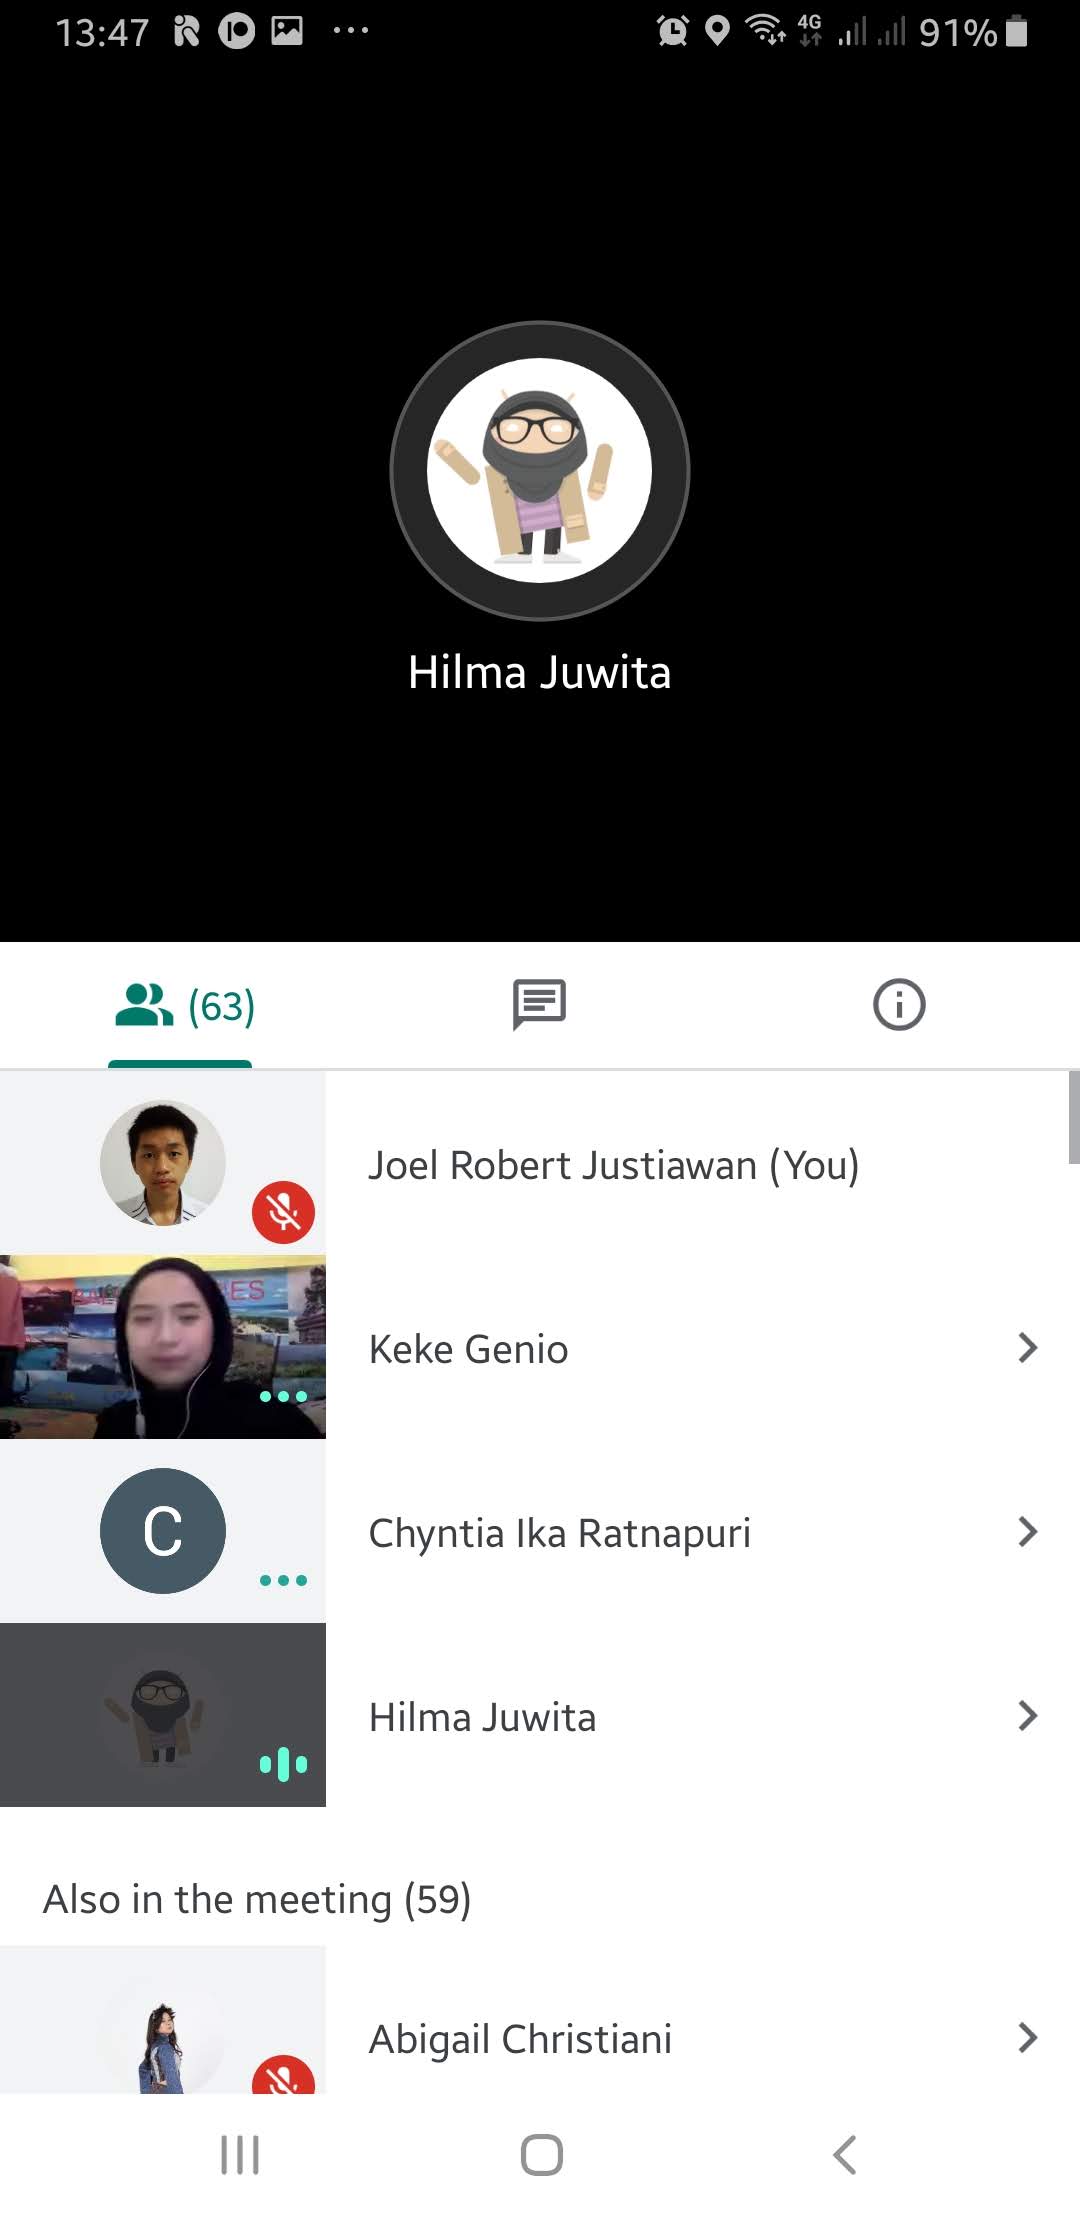 13:47
4G
91%
Hilma Juwita
(63)
Joel Robert Justiawan (You)
ES
Keke Genio
C
Chyntia Ika Ratnapuri
Hilma Juwita
Also in the meeting (59)
Abigail Christiani